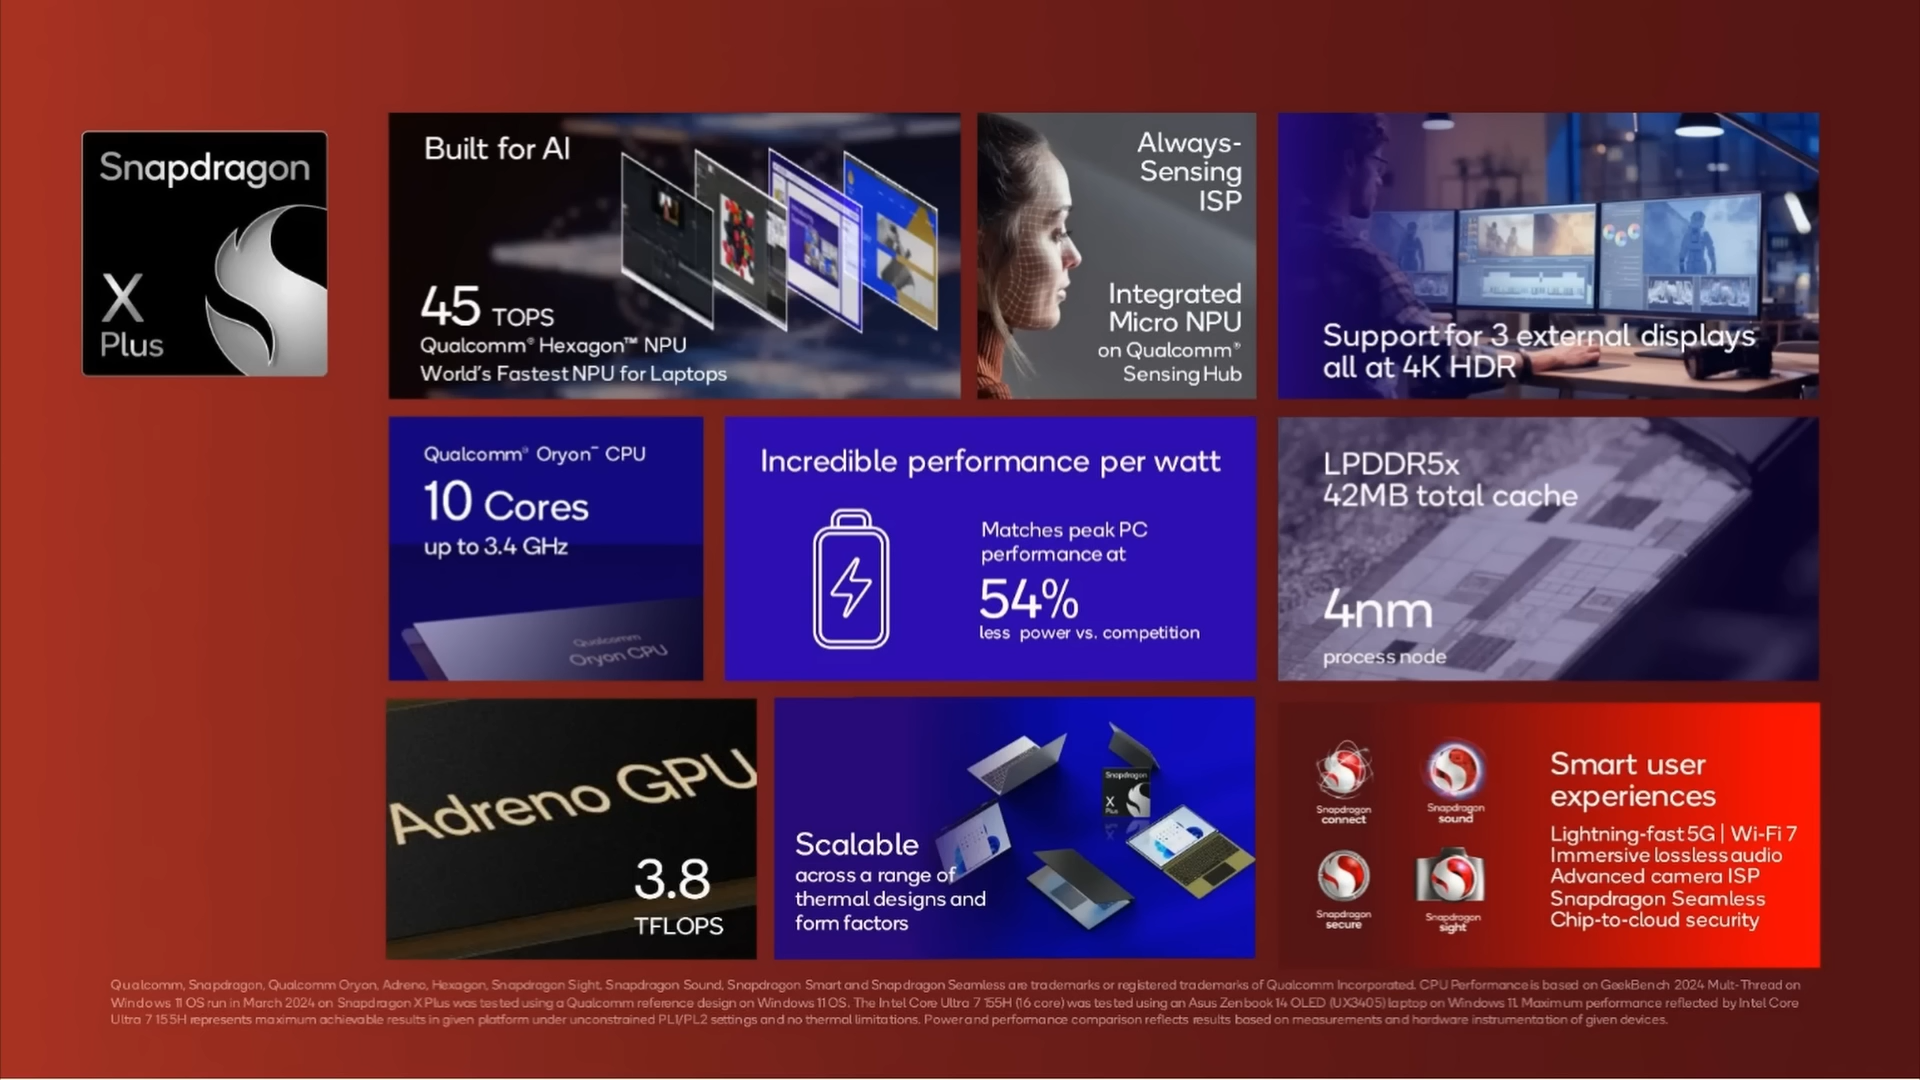 Snapdragon
X
Plus
Built for AI
45 TOPS
Qualcomm® Hexagon™ NPU
World's Fastest NPU for Laptops
Always-
Sensing
ISP
Integrated
Micro NPU
on Qualcomm®
Sensing Hub
Support for 3 external displays
all at 4K HDR
Qualcomm® Oryon™ CPU
10 Cores
up to 3.4 GHz
Qualcomm
Oryon CPU
Incredible performance per watt
Matches peak PC
performance at
54%
less power vs. competition
LPDDR5x
42MB total cache
4nm
process node
Adreno GPU
3.8
TFLOPS
Scalable
across a range of
thermal designs and
form factors
Snapdragon
X
Plus
Snapdragon
connect
Snapdragon
sound
Snapdragon
secure
Snapdragon
sight
Smart user
experiences
Lightning-fast 5G | Wi-Fi 7
Immersive lossless audio
Advanced camera ISP
Snapdragon Seamless
Chip-to-cloud security
Qualcomm, Snapdragon, Qualcomm Oryon, Adreno, Hexagon, Snapdragon Sight, Snapdragon Sound, Snapdragon Smart and Snapdragon Seamless are trademarks or registered trademarks of Qualcomm Incorporated. CPU Performance is based on GeekBench 2024 Mult-Thread on
Windows 11 OS run in March 2024 on Snapdragon X Plus was tested using a Qualcomm reference design on Windows 11 OS. The Intel Core Ultra 7 155H (16 core) was tested using an Asus Zenbook 14 OLED (UX3405) laptop on Windows 11. Maximum performance reflected by Intel Core
Ultra 7 155H represents maximum achievable results in given platform under unconstrained PL1/PL2 settings and no thermal limitations. Power and performance comparison reflects results based on measurements and hardware instrumentation of given devices.